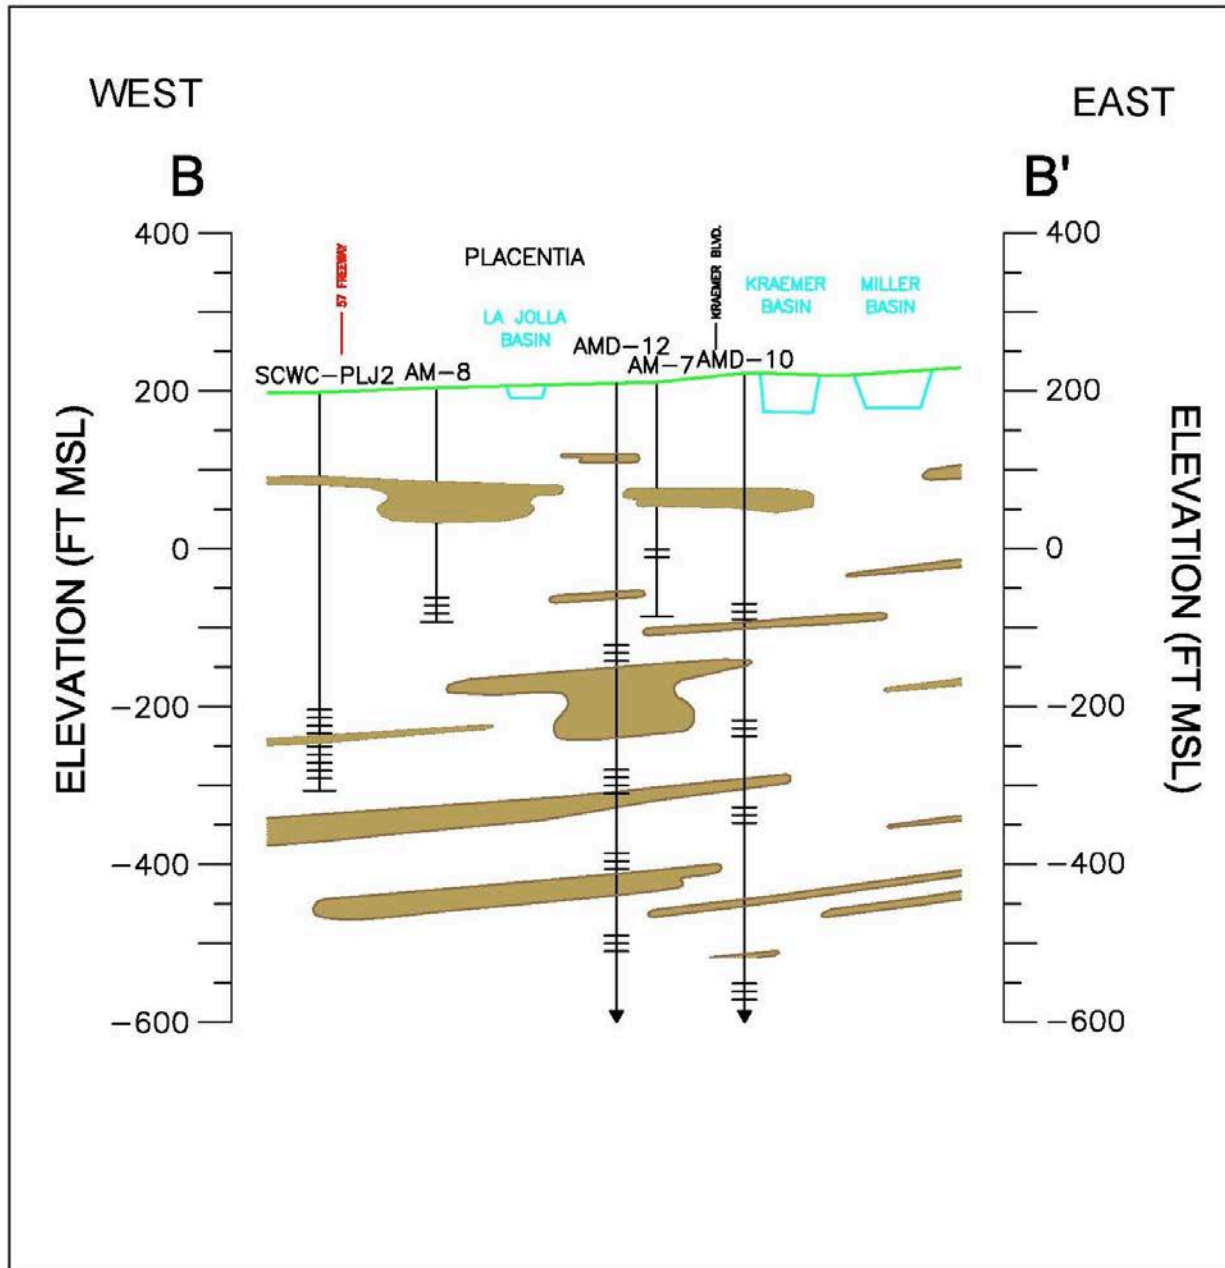 WEST
EAST
B
B'
400
200
0
−200
−400
−600
ELEVATION (FT MSL)
57 FREEWAY
PLACENTIA
KRAEMER BLVD.
LA JOLLA
BASIN
KRAEMER
BASIN
MILLER
BASIN
SCWC−PLJ2
AM−8
AMD−12
AM−7
AMD−10
400
200
0
−200
−400
−600
ELEVATION (FT MSL)